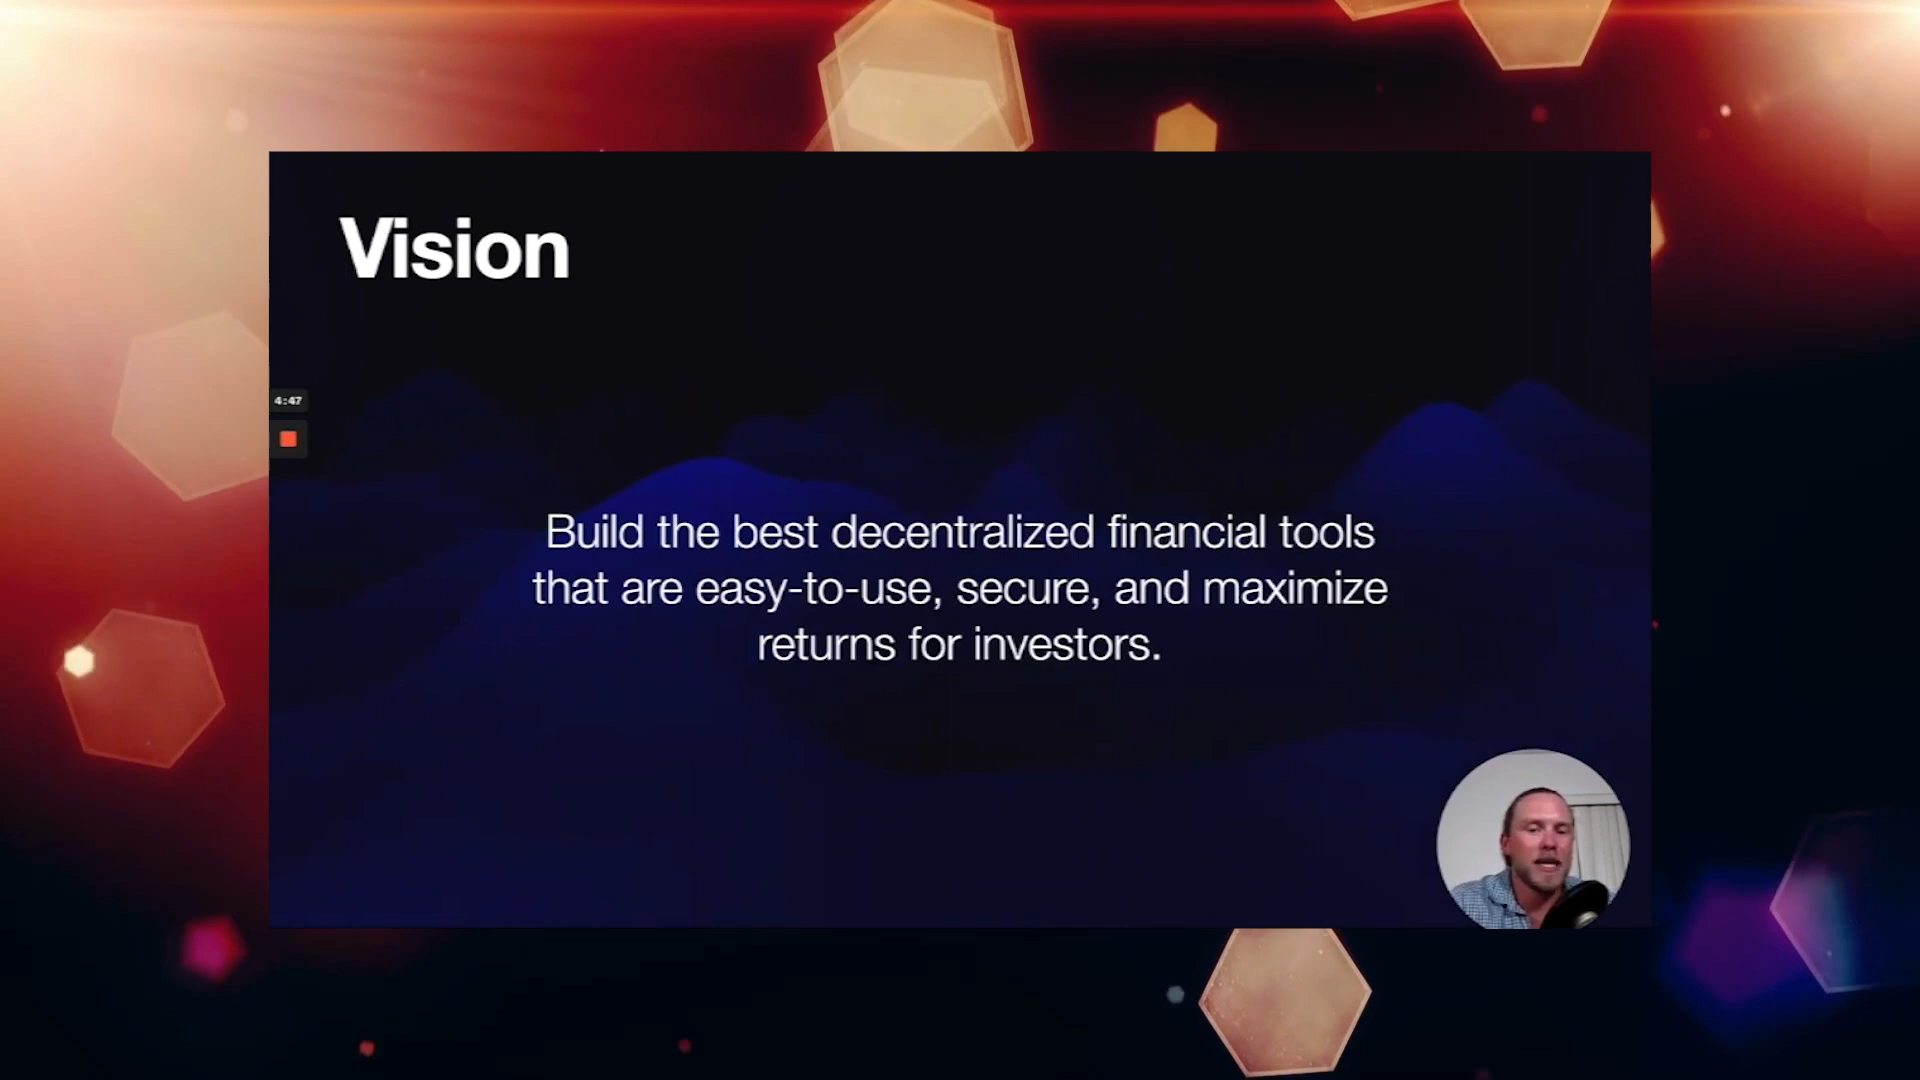 Vision
4:47
Build the best decentralized financial tools
that are easy-to-use, secure, and maximize
returns for investors.